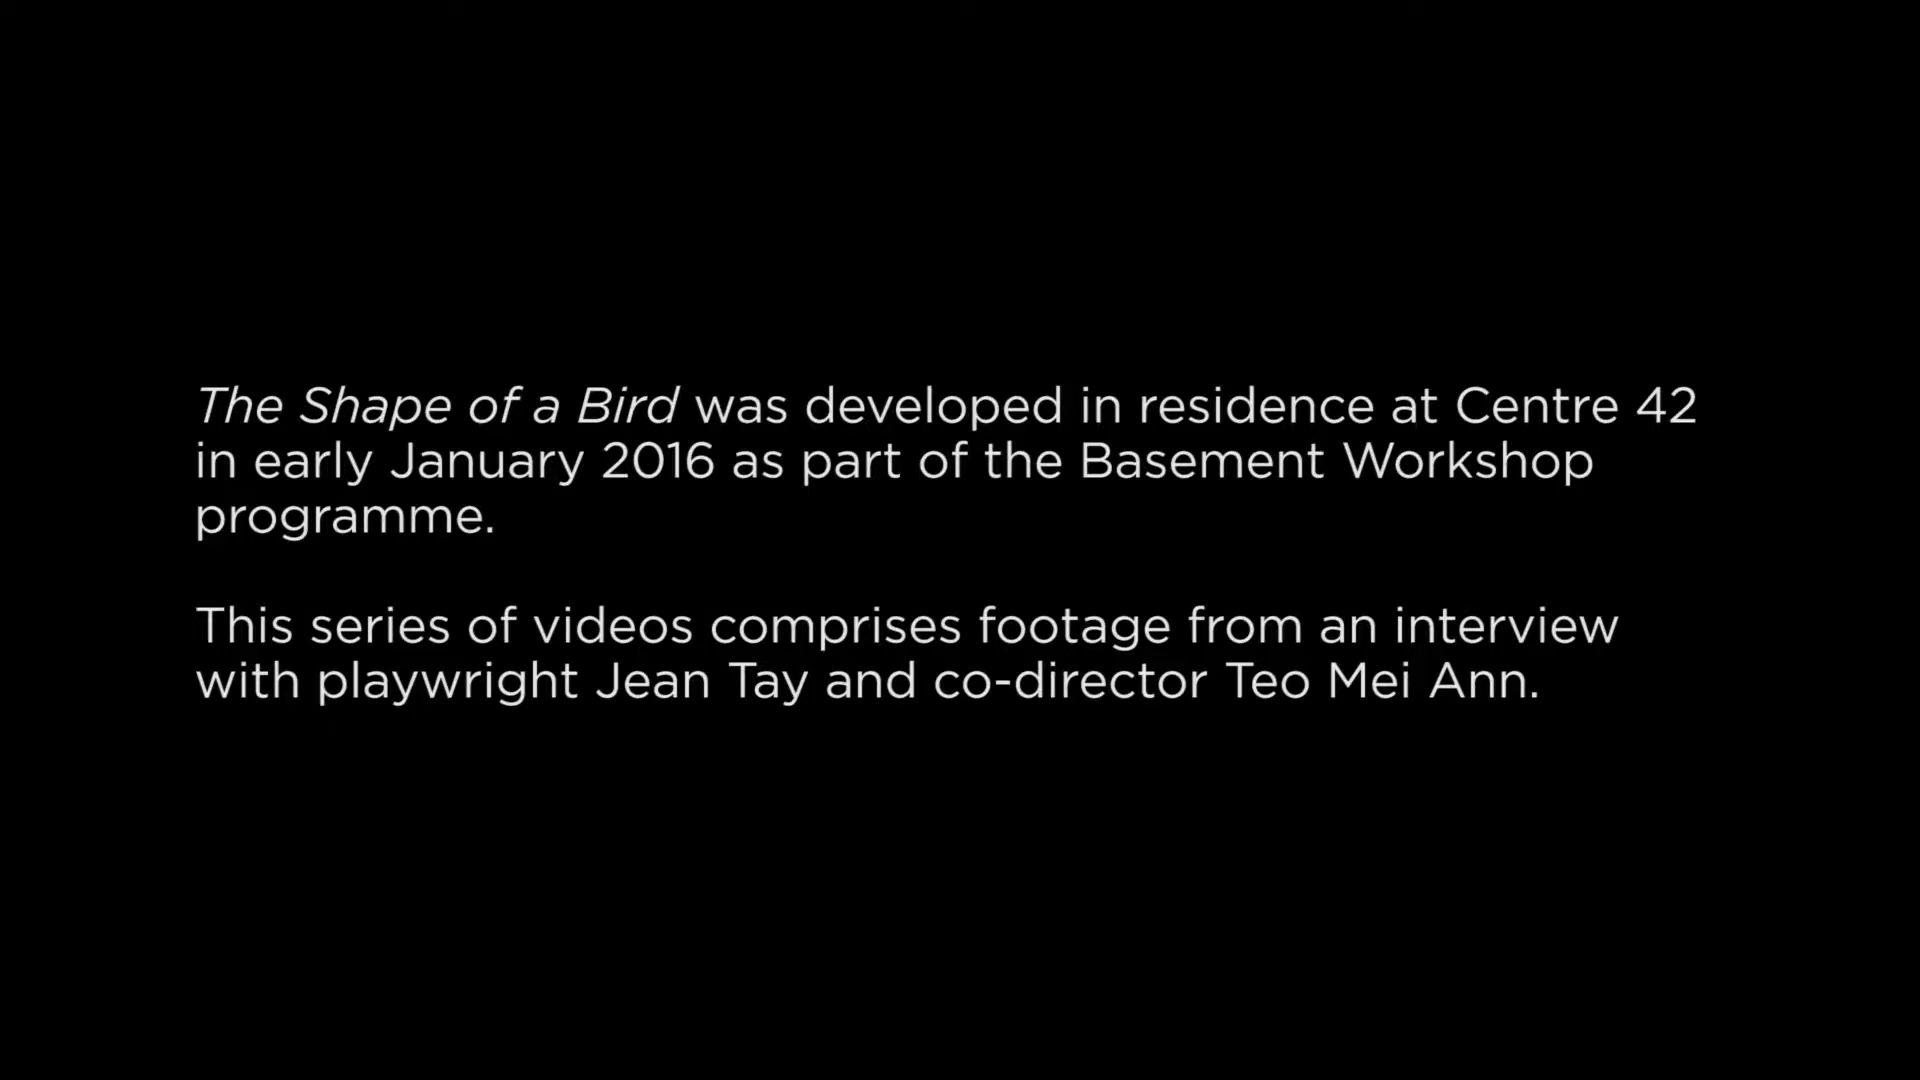 The Shape of a Bird was developed in residence at Centre 42
in early January 2016 as part of the Basement Workshop
programme.
This series of videos comprises footage from an interview
with playwright Jean Tay and co-director Teo Mei Ann.